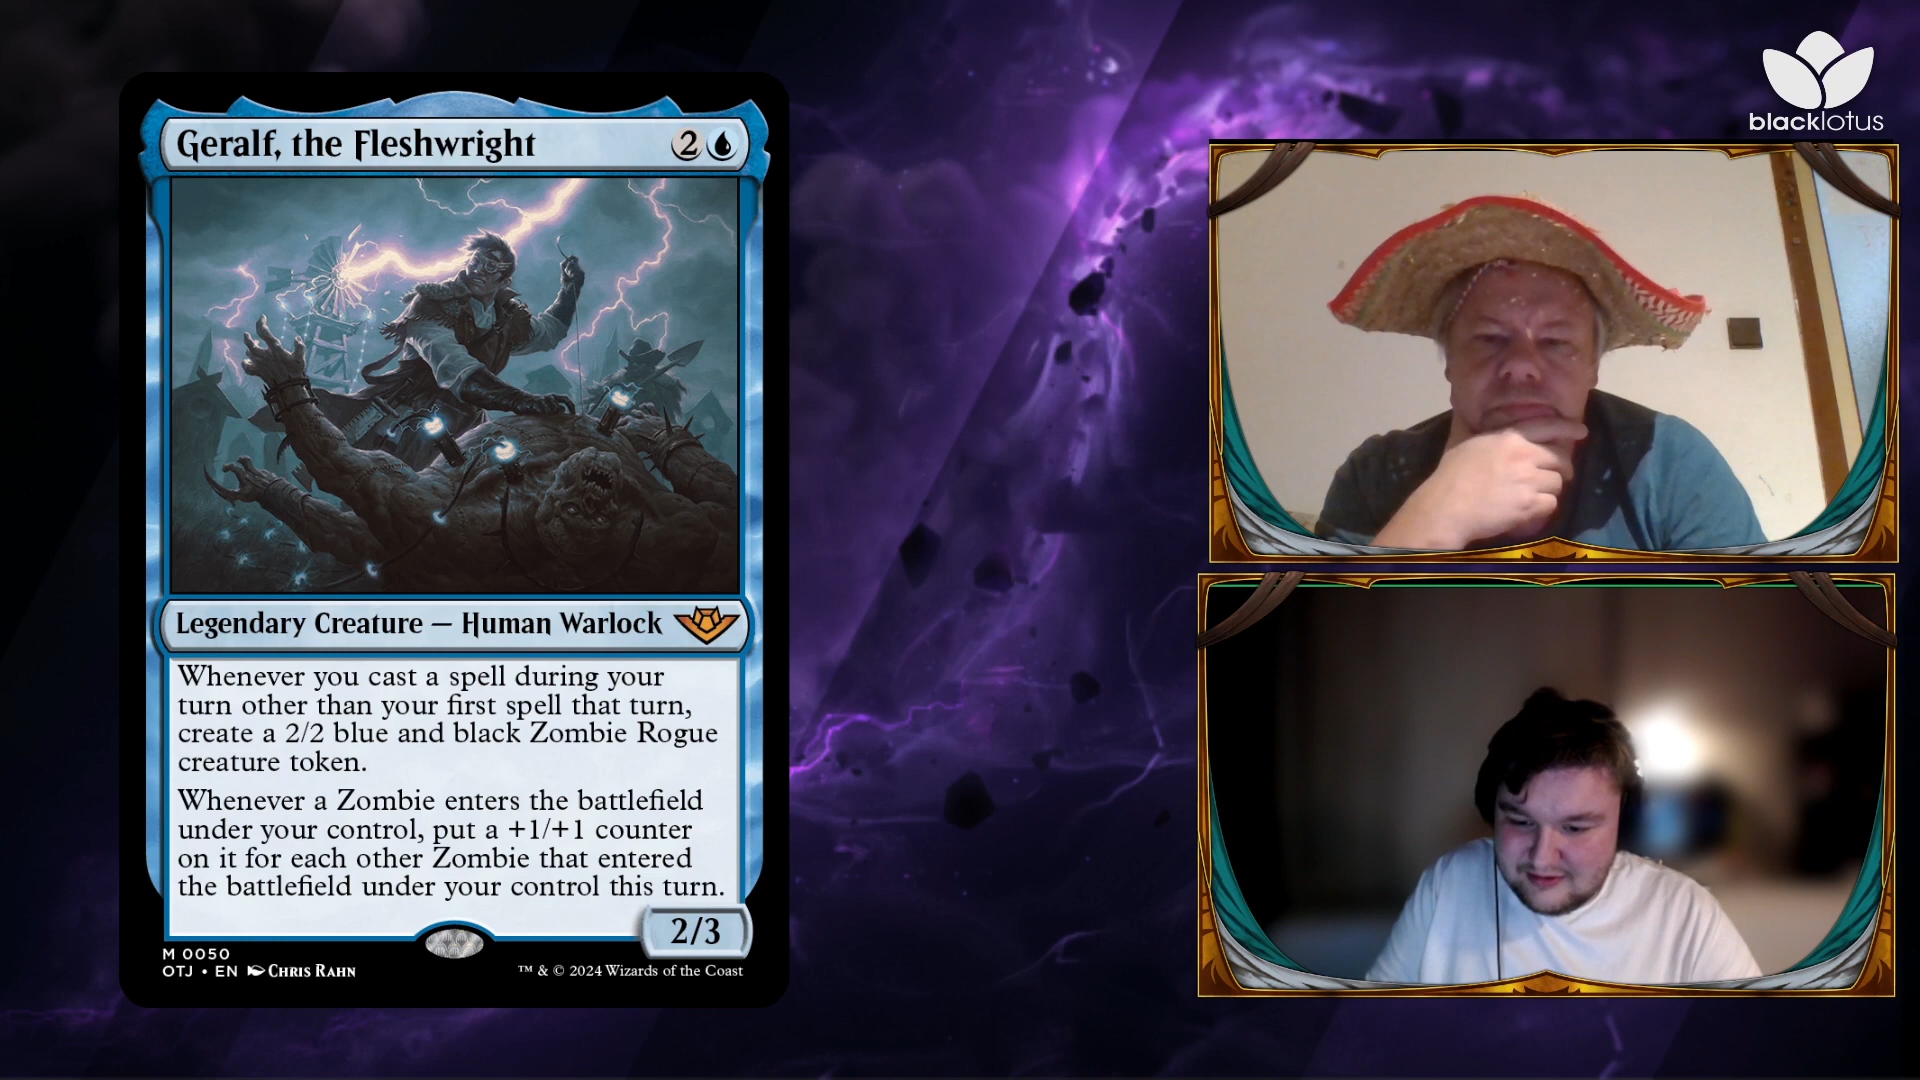 Geralf, the Fleshwright
2
Legendary Creature — Human Warlock
Whenever you cast a spell during your
turn other than your first spell that turn,
create a 2/2 blue and black Zombie Rogue
creature token.
Whenever a Zombie enters the battlefield
under your control, put a +1/+1 counter
on it for each other Zombie that entered
the battlefield under your control this turn.
2/3
M 0050
OTJ • EN Chris Rahn
™ & © 2024 Wizards of the Coast
blacklotus